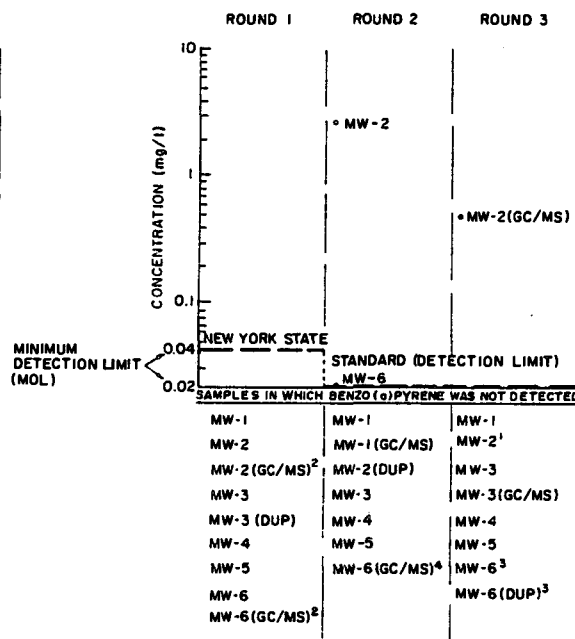 ROUND 1 ROUND 2 ROUND 3
10
MW-2
1
MW-2(GC/MS)
CONCENTRATION (mg/l)
0.1
NEW YORK STATE
MINIMUM
DETECTION LIMIT
(MOL)
0.04
STANDARD (DETECTION LIMIT)
MW-6
0.02
SAMPLES IN WHICH BENZO(a)PYRENE WAS NOT DETECTED
MW-1 MW-1 MW-1
MW-2 MW-1(GC/MS) MW-2¹
MW-2(GC/MS)² MW-2(DUP) MW-3
MW-3 MW-3 MW-3(GC/MS)
MW-3(DUP) MW-4 MW-4
MW-4 MW-5 MW-5
MW-5 MW-6(GC/MS)⁴ MW-6³
MW-6 MW-6(DUP)³
MW-6(GC/MS)²